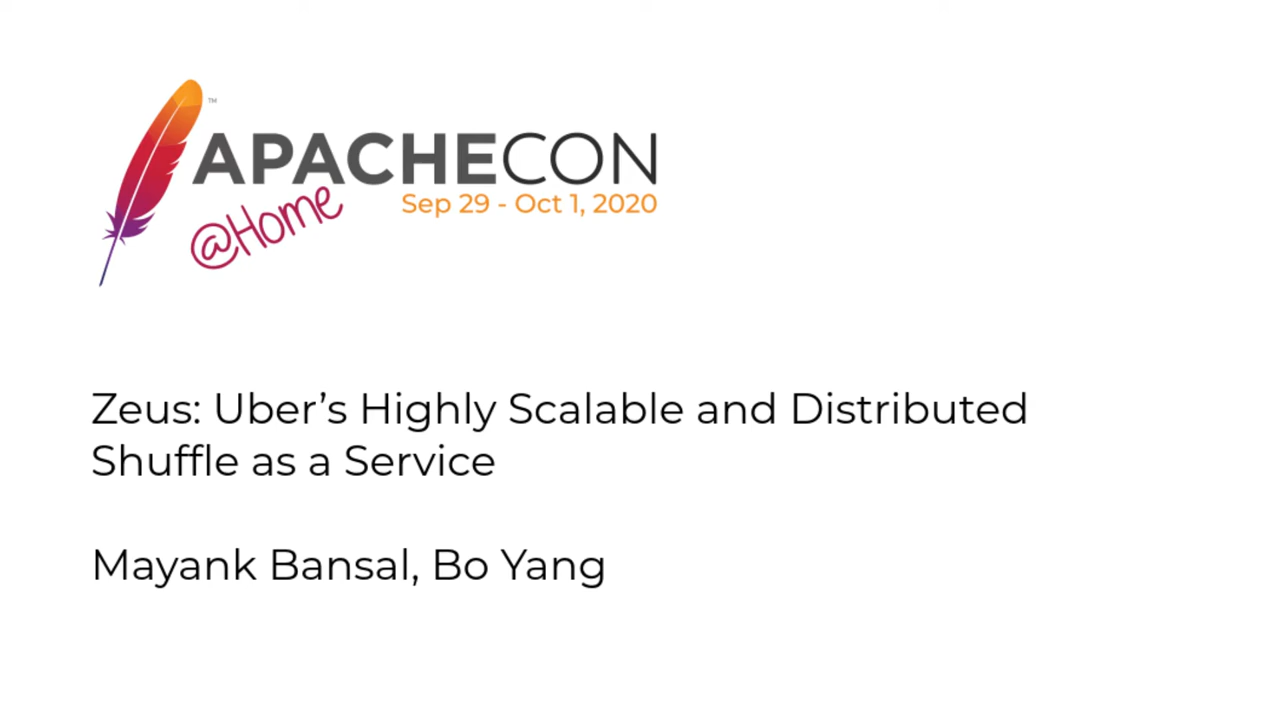 ™
APACHECON
@Home
Sep 29 - Oct 1, 2020
Zeus: Uber’s Highly Scalable and Distributed
Shuffle as a Service
Mayank Bansal, Bo Yang